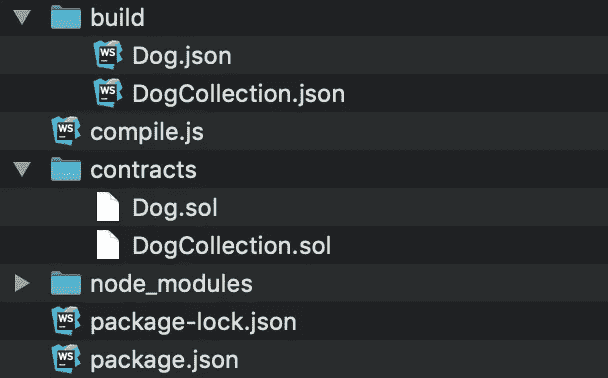 build
WS Dog.json
WS DogCollection.json
WS compile.js
contracts
Dog.sol
DogCollection.sol
node_modules
WS package-lock.json
WS package.json